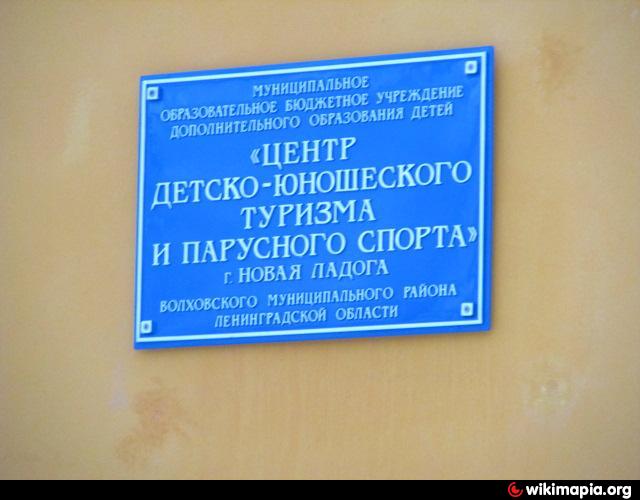 МУНИЦИПАЛЬНОЕ
ОБРАЗОВАТЕЛЬНОЕ БЮДЖЕТНОЕ УЧРЕЖДЕНИЕ
ДОПОЛНИТЕЛЬНОГО ОБРАЗОВАНИЯ ДЕТЕЙ
«ЦЕНТР
ДЕТСКО-ЮНОШЕСКОГО
ТУРИЗМА
И ПАРУСНОГО СПОРТА»
г. НОВАЯ ЛАДОГА
ВОЛХОВСКОГО МУНИЦИПАЛЬНОГО РАЙОНА
ЛЕНИНГРАДСКОЙ ОБЛАСТИ
wikimapia.org